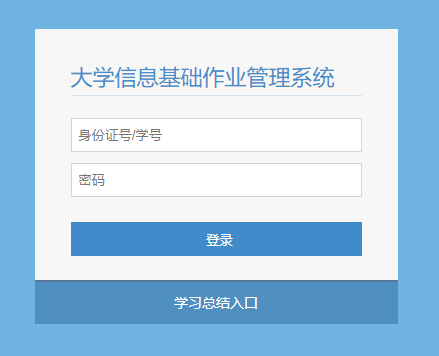 大学信息基础作业管理系统
身份证号/学号
密码
登录
学习总结入口